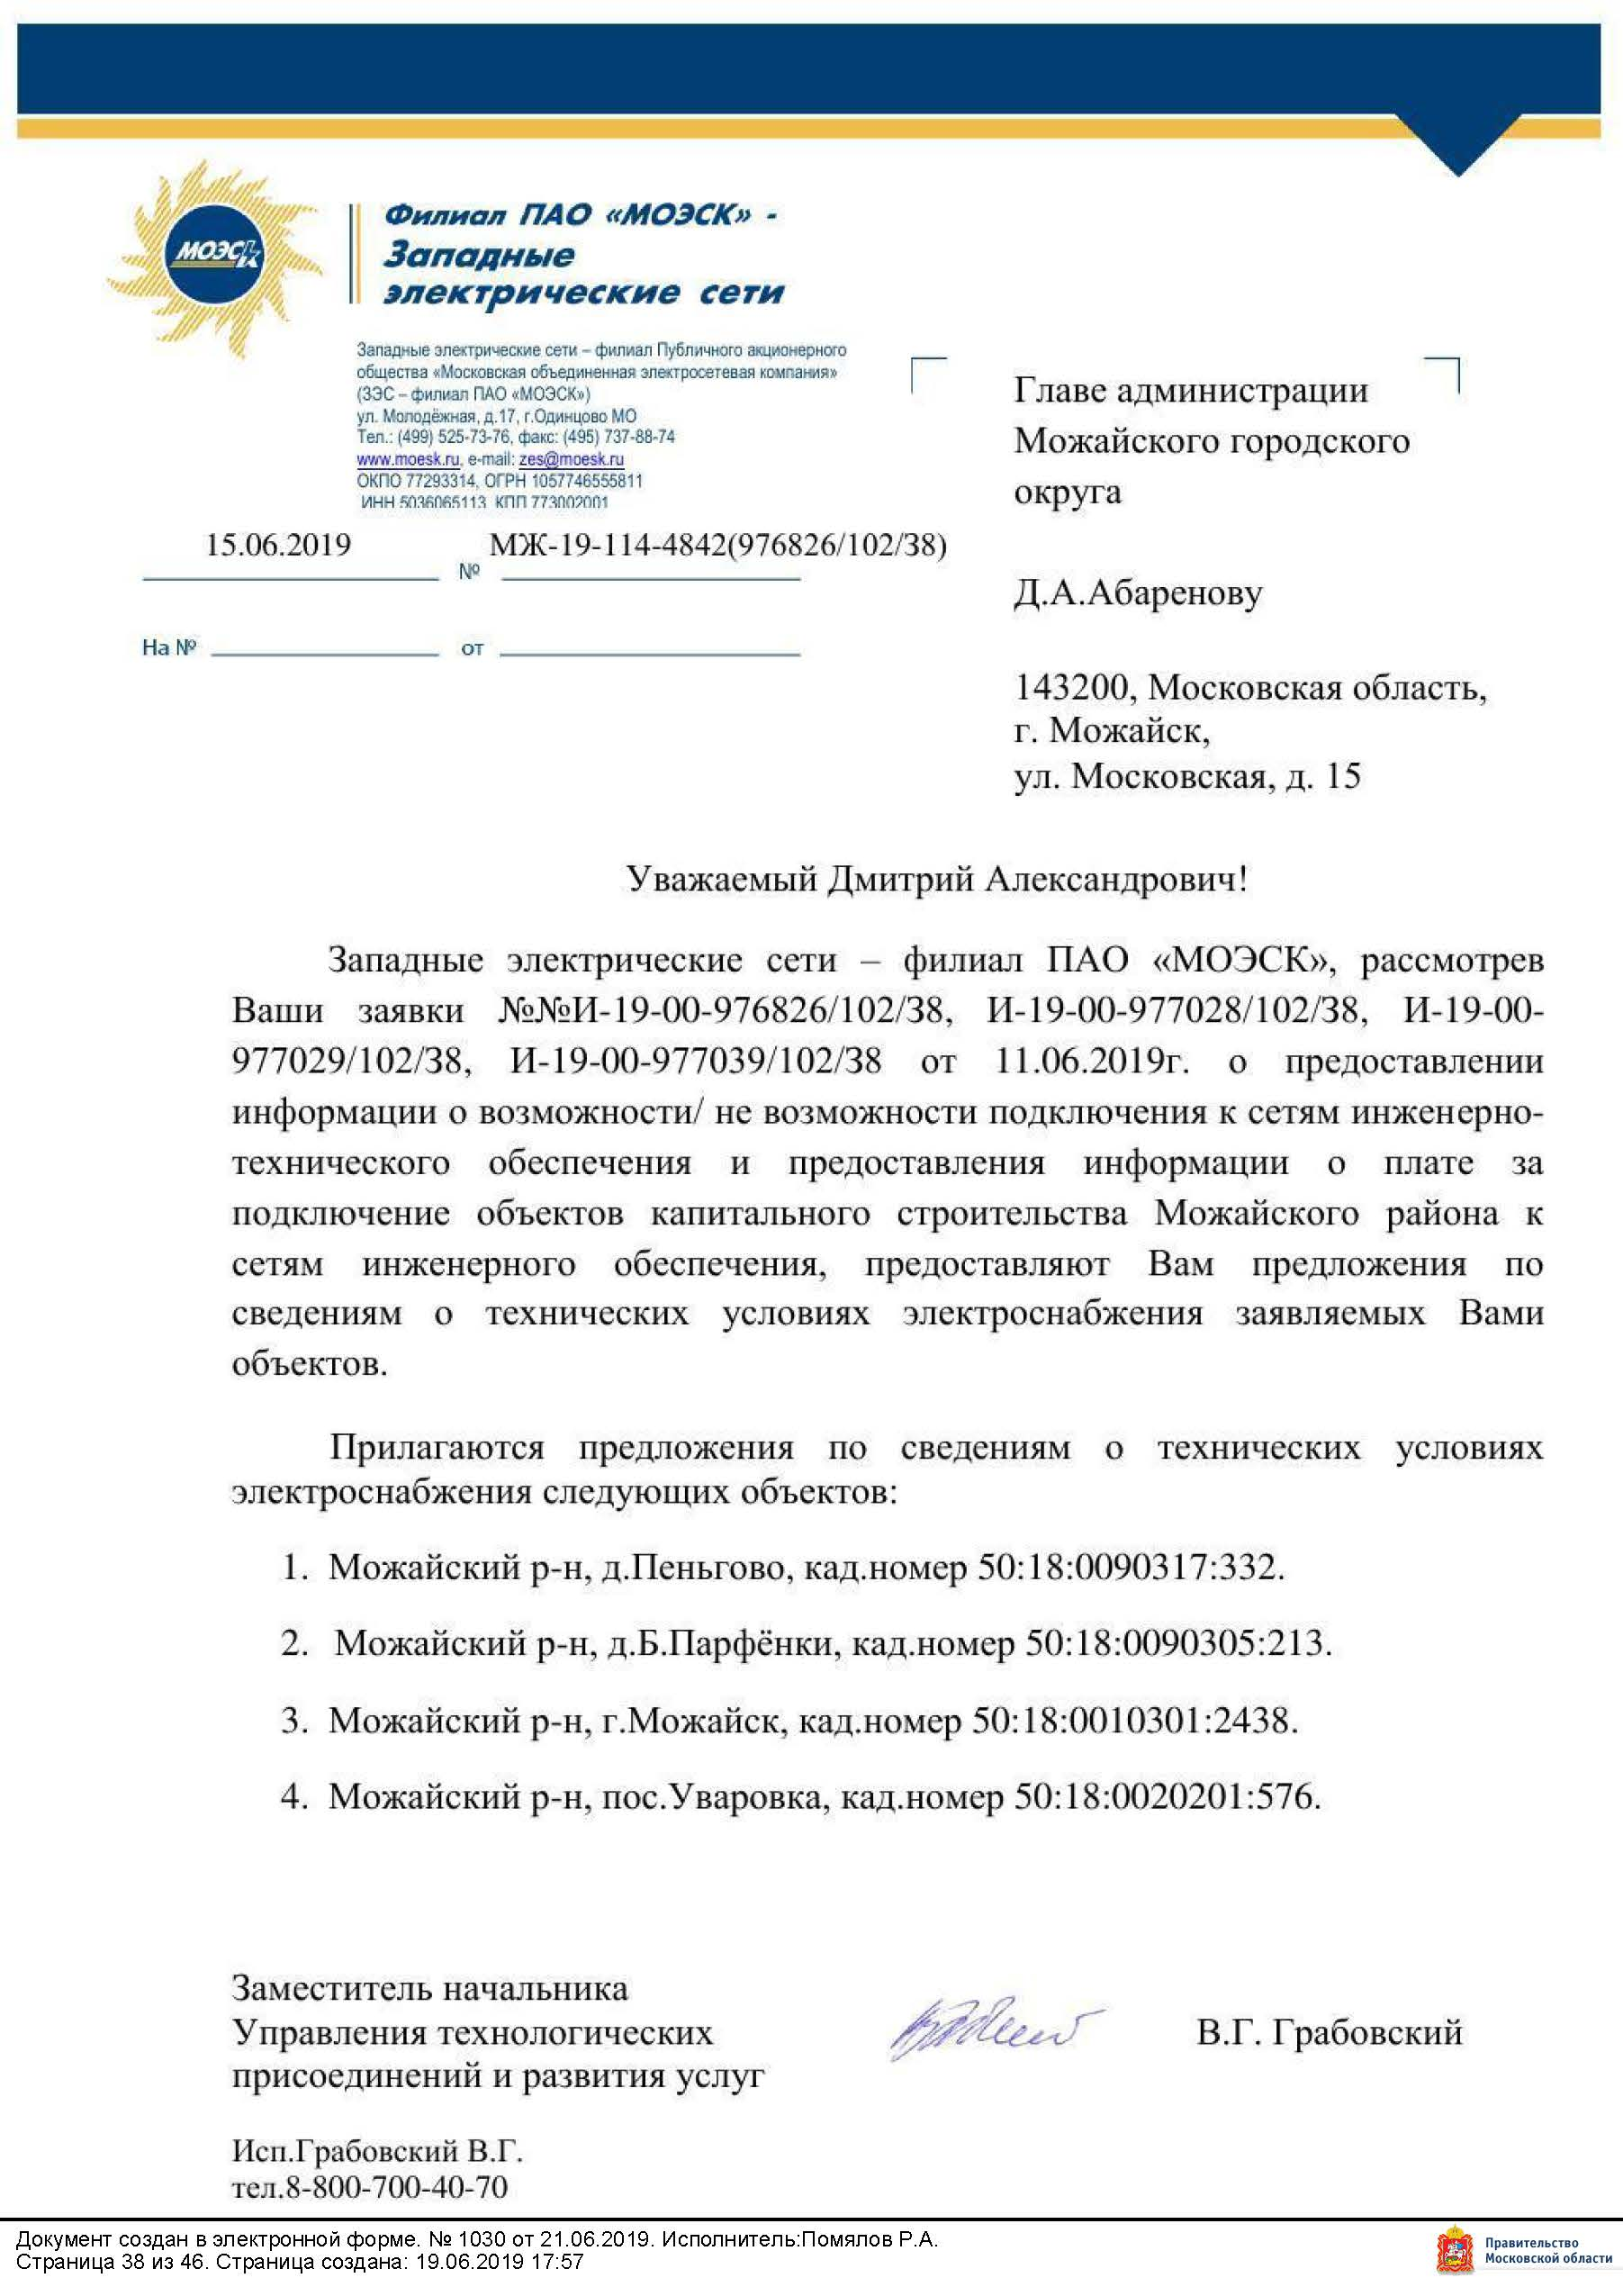 МОЭСК
Филиал ПАО «МОЭСК» -
Западные
электрические сети
Западные электрические сети – филиал Публичного акционерного
общества «Московская объединенная электросетевая компания»
(ЗЭС – филиал ПАО «МОЭСК»)
ул. Молодёжная, д.17, г.Одинцово МО
Тел.: (499) 525-73-76, факс: (495) 737-88-74
www.moesk.ru, e-mail: zes@moesk.ru
ОКПО 77293314, ОГРН 1057746555811
ИНН 5036065113 КПП 773002001
15.06.2019 № МЖ-19-114-4842(976826/102/З8)
На № от
Главе администрации
Можайского городского
округа
Д.А.Абаренову
143200, Московская область,
г. Можайск,
ул. Московская, д. 15
Уважаемый Дмитрий Александрович!
Западные электрические сети – филиал ПАО «МОЭСК», рассмотрев
Ваши заявки №№И-19-00-976826/102/З8, И-19-00-977028/102/З8, И-19-00-
977029/102/З8, И-19-00-977039/102/З8 от 11.06.2019г. о предоставлении
информации о возможности/ не возможности подключения к сетям инженерно-
технического обеспечения и предоставления информации о плате за
подключение объектов капитального строительства Можайского района к
сетям инженерного обеспечения, предоставляют Вам предложения по
сведениям о технических условиях электроснабжения заявляемых Вами
объектов.
Прилагаются предложения по сведениям о технических условиях
электроснабжения следующих объектов:
1. Можайский р-н, д.Пеньгово, кад.номер 50:18:0090317:332.
2. Можайский р-н, д.Б.Парфёнки, кад.номер 50:18:0090305:213.
3. Можайский р-н, г.Можайск, кад.номер 50:18:0010301:2438.
4. Можайский р-н, пос.Уваровка, кад.номер 50:18:0020201:576.
Заместитель начальника
Управления технологических
присоединений и развития услуг
В.Г. Грабовский
Исп.Грабовский В.Г.
тел.8-800-700-40-70
Документ создан в электронной форме. № 1030 от 21.06.2019. Исполнитель:Помялов Р.А.
Страница 38 из 46. Страница создана: 19.06.2019 17:57
Правительство
Московской области